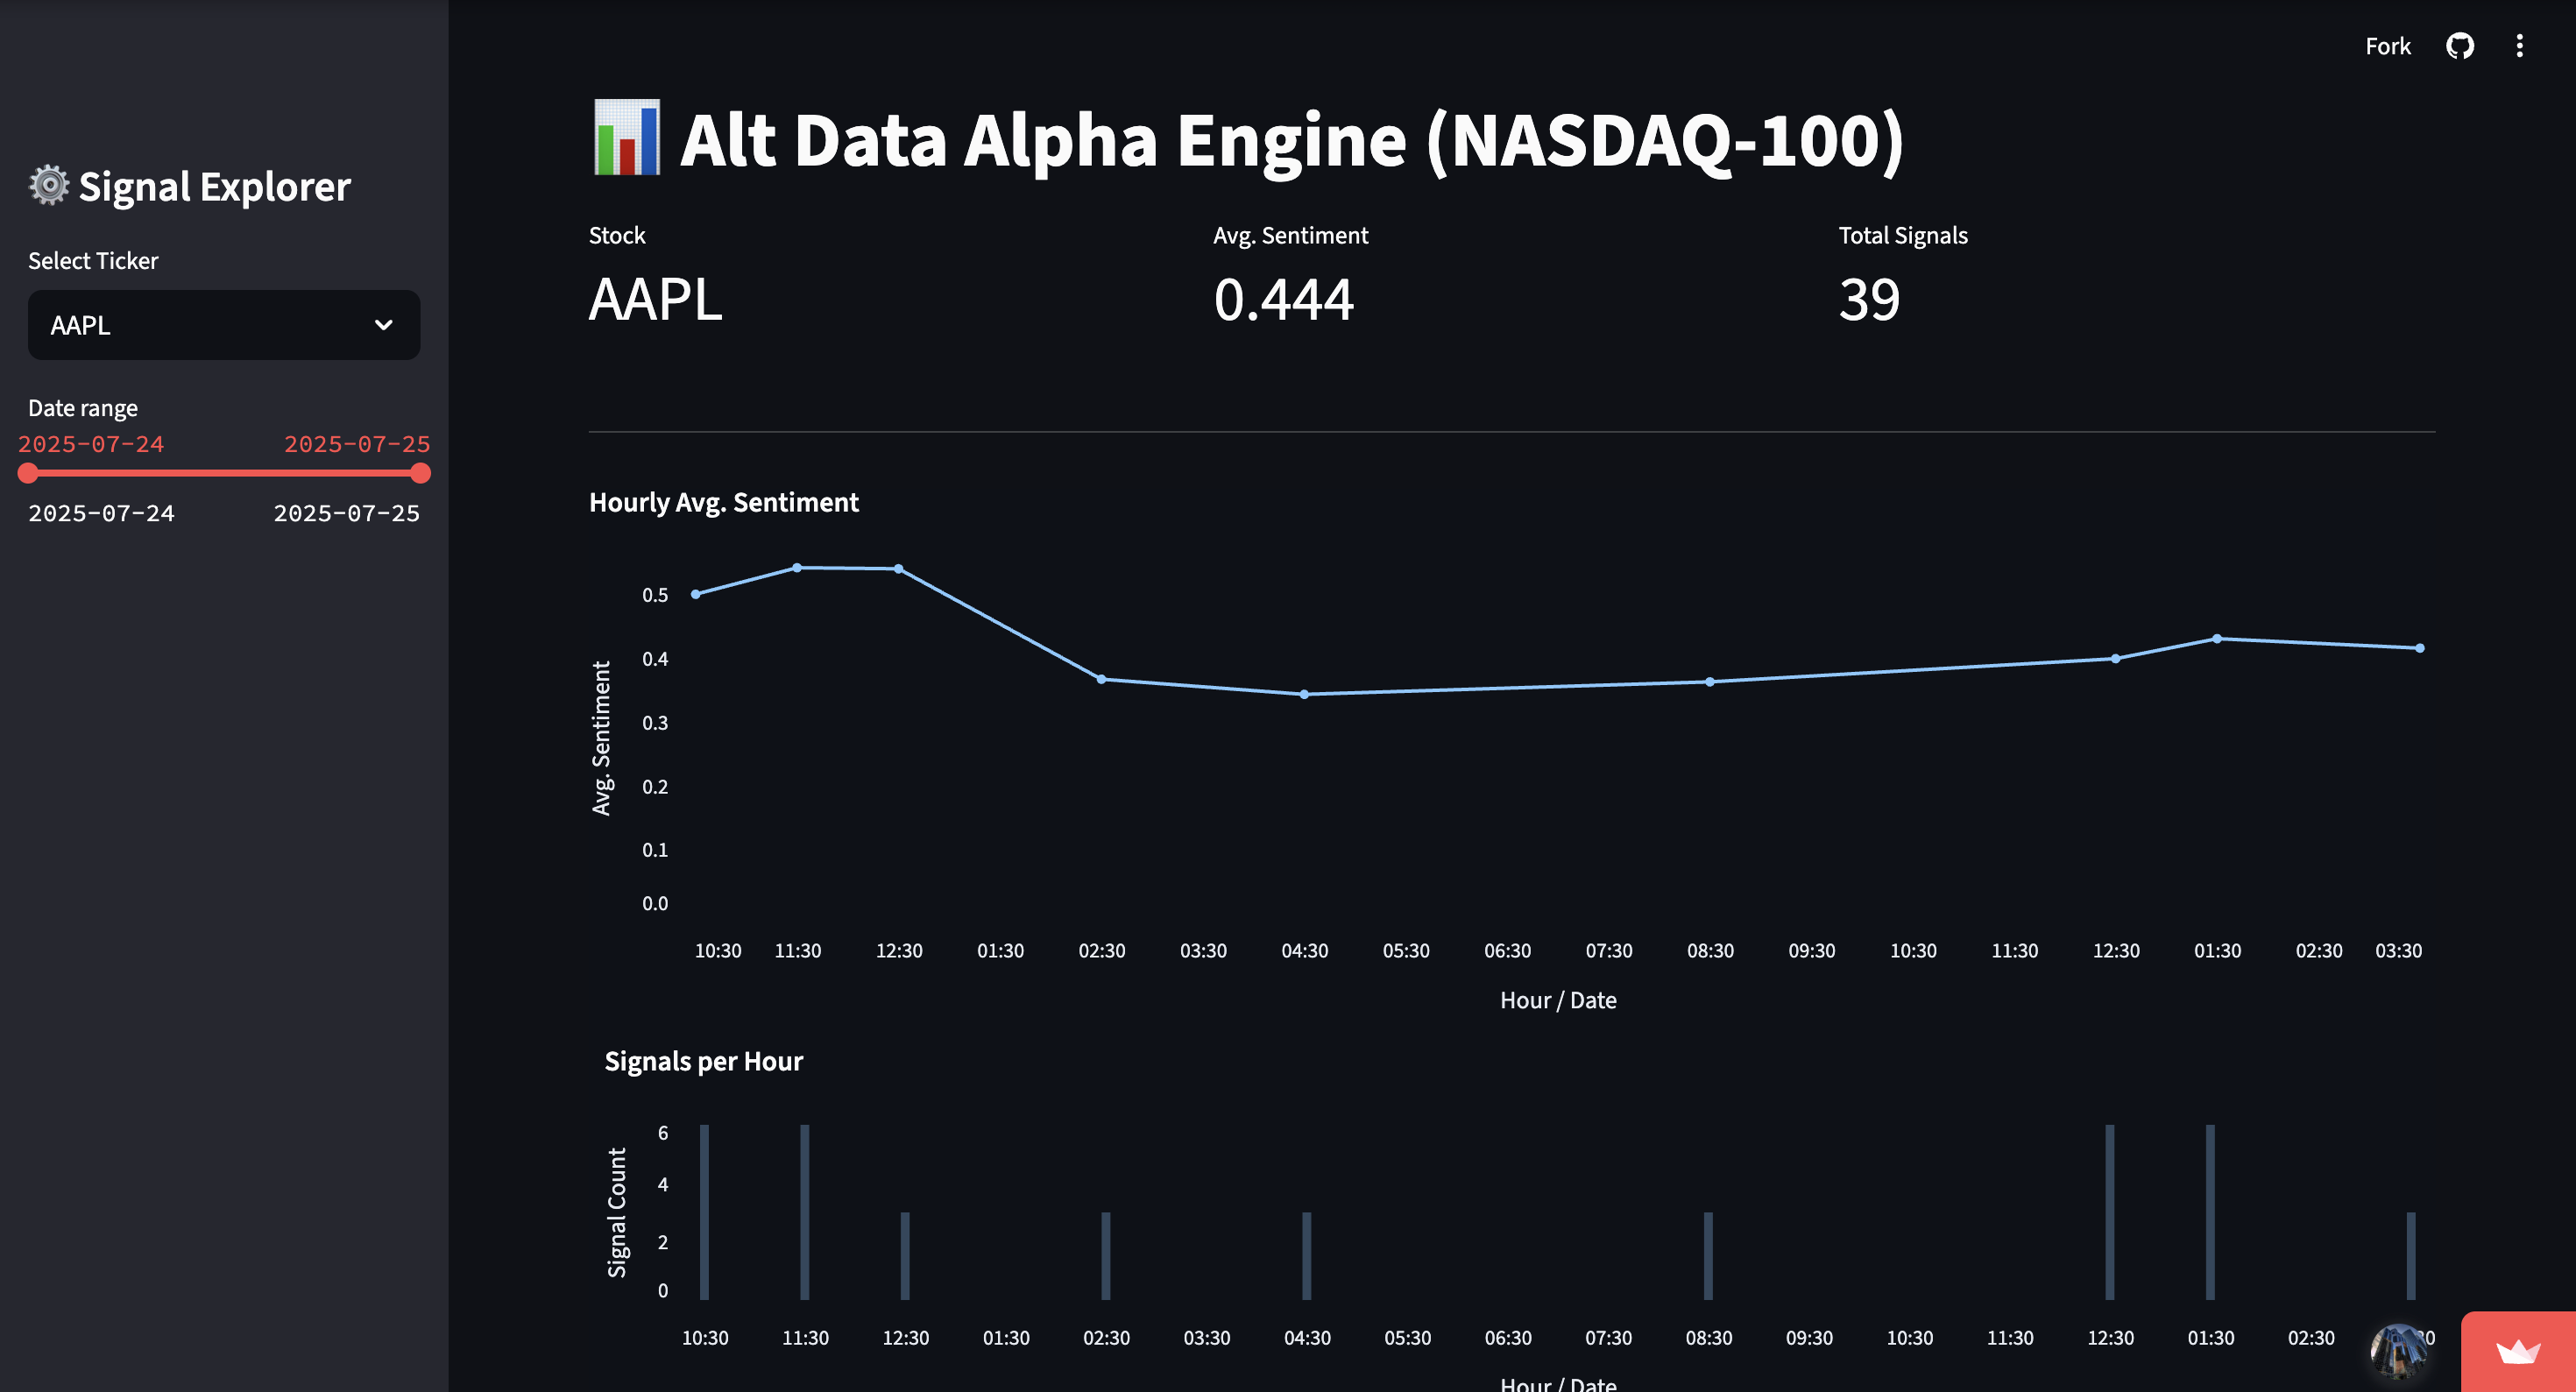 Fork
Signal Explorer
Select Ticker
AAPL
Date range
2025-07-24 2025-07-25
2025-07-24 2025-07-25
Alt Data Alpha Engine (NASDAQ-100)
Stock Avg. Sentiment Total Signals
AAPL 0.444 39
Hourly Avg. Sentiment
Avg. Sentiment
0.5
0.4
0.3
0.2
0.1
0.0
10:30 11:30 12:30 01:30 02:30 03:30 04:30 05:30 06:30 07:30 08:30 09:30 10:30 11:30 12:30 01:30 02:30 03:30
Hour / Date
Signals per Hour
Signal Count
6
4
2
0
10:30 11:30 12:30 01:30 02:30 03:30 04:30 05:30 06:30 07:30 08:30 09:30 10:30 11:30 12:30 01:30 02:30
Hour / Date